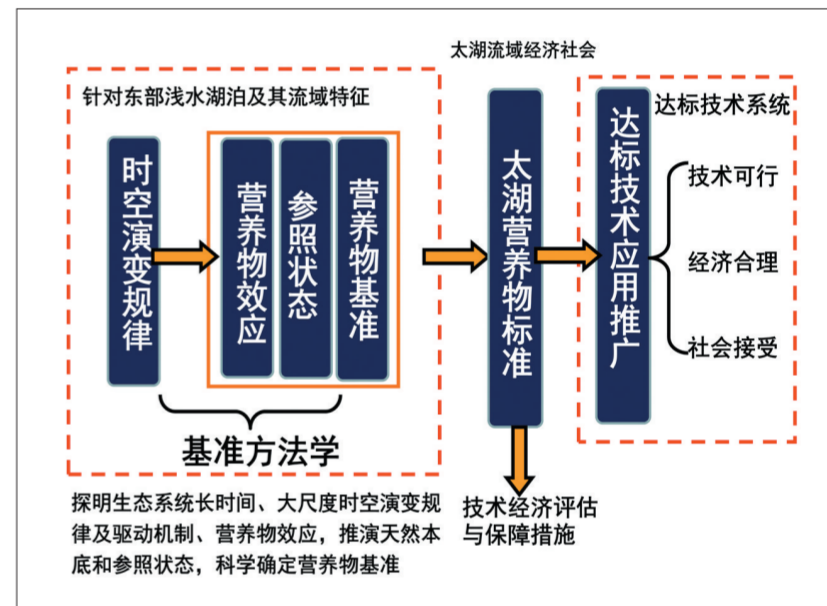 太湖流域经济社会
针对东部浅水湖泊及其流域特征
时空演变规律
营养物效应
参照状态
营养物基准
基准方法学
探明生态系统长时间、大尺度时空演变规
律及驱动机制、营养物效应，推演天然本
底和参照状态，科学确定营养物基准
太湖营养物标准
技术经济评估
与保障措施
达标技术应用推广
达标技术系统
技术可行
经济合理
社会接受